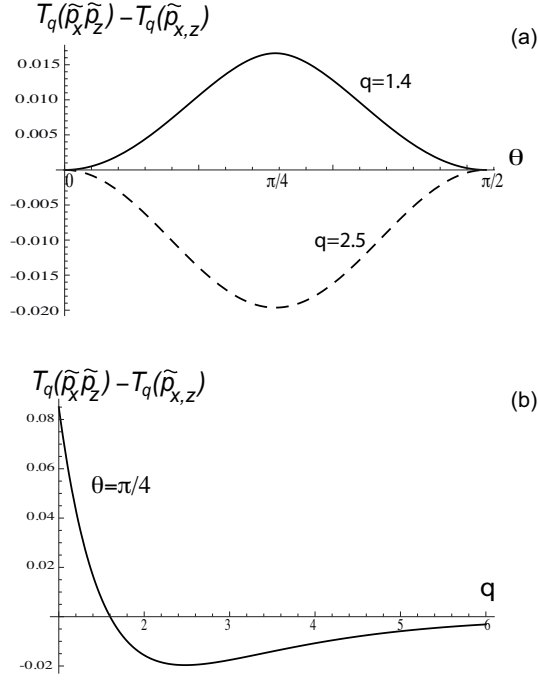 T_q(p̃_x p̃_z) – T_q(p̃_{x,z})
(a)
0.015
q=1.4
0.010
0.005
θ
0 π/4 π/2
-0.005
q=2.5
-0.010
-0.015
-0.020
T_q(p̃_x p̃_z) – T_q(p̃_{x,z})
(b)
0.08
θ=π/4
0.06
0.04
0.02
q
2 3 4 5 6
-0.02